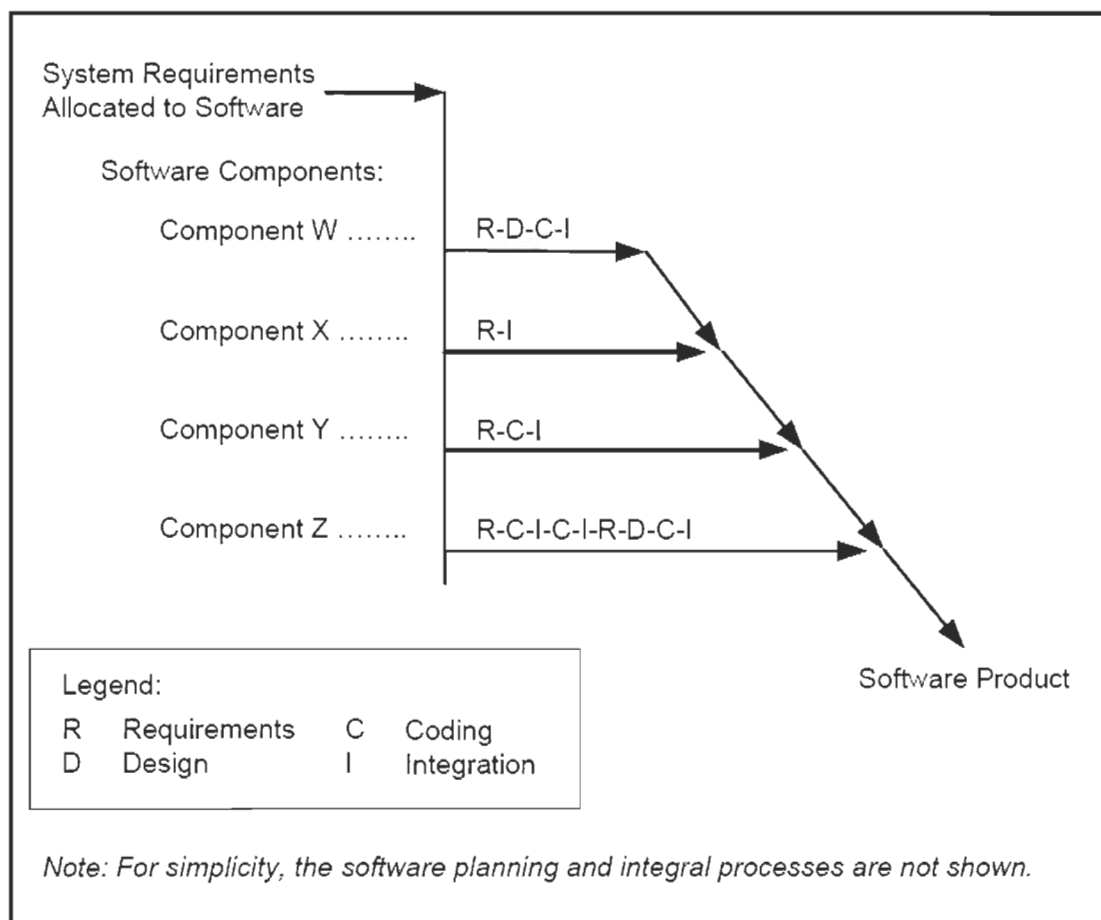 System Requirements
Allocated to Software
Software Components:
Component W ........ R-D-C-I
Component X ........ R-I
Component Y ........ R-C-I
Component Z ........ R-C-I-C-I-R-D-C-I
Software Product
Legend:
R Requirements C Coding
D Design I Integration
Note: For simplicity, the software planning and integral processes are not shown.